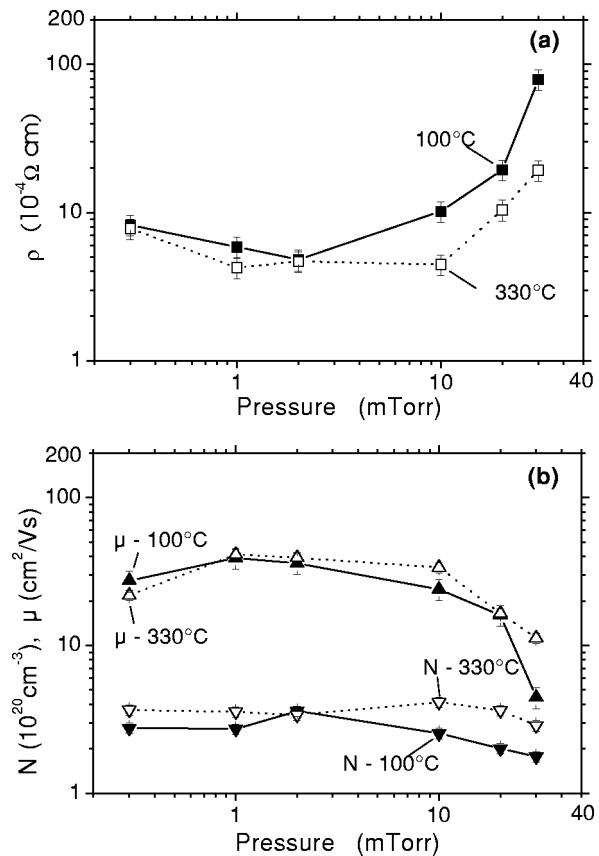 200
(a)
100
100°C
10
330°C
1
1
10
40
ρ (10⁻⁴Ω cm)
Pressure (mTorr)
200
(b)
100
μ - 100°C
10
μ - 330°C
N - 330°C
N - 100°C
1
1
10
40
N (10²⁰cm⁻³), μ (cm²/Vs)
Pressure (mTorr)